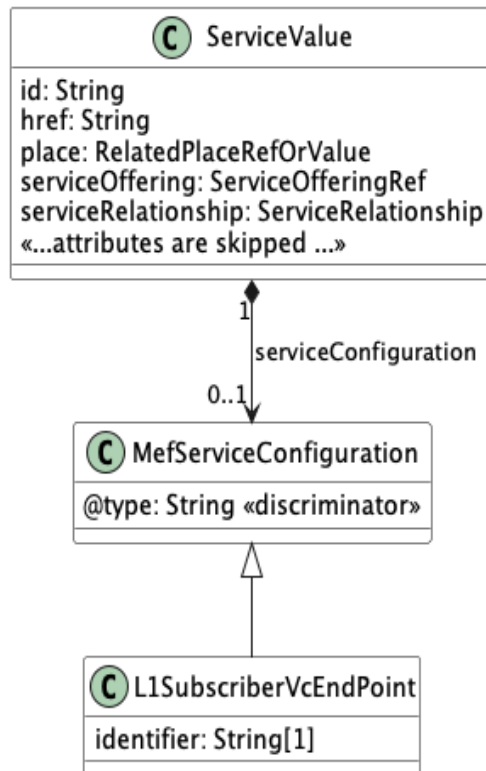 C ServiceValue
id: String
href: String
place: RelatedPlaceRefOrValue
serviceOffering: ServiceOfferingRef
serviceRelationship: ServiceRelationship
«...attributes are skipped ...»
1
serviceConfiguration
0..1
C MefServiceConfiguration
@type: String «discriminator»
C L1SubscriberVcEndPoint
identifier: String[1]